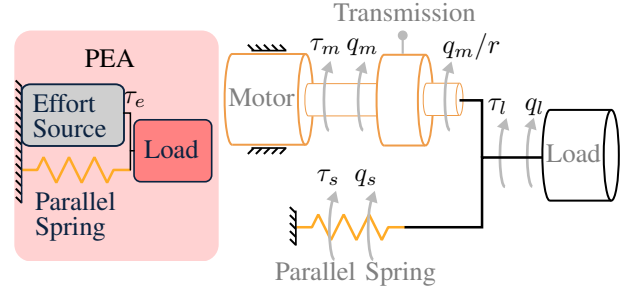 PEA
Effort
Source
τ_e
Load
Parallel
Spring
Transmission
τ_m q_m
q_m/r
Motor
τ_l q_l
Load
τ_s q_s
Parallel Spring